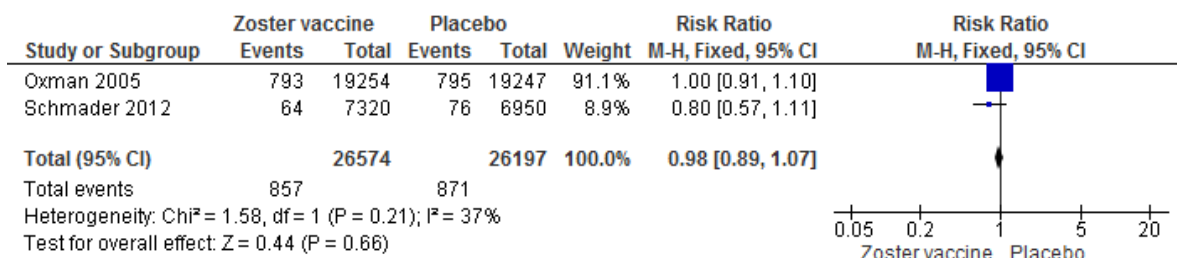 Zoster vaccine Placebo Risk Ratio Risk Ratio
Study or Subgroup Events Total Events Total Weight M-H, Fixed, 95% CI M-H, Fixed, 95% CI
Oxman 2005 793 19254 795 19247 91.1% 1.00 [0.91, 1.10]
Schmader 2012 64 7320 76 6950 8.9% 0.80 [0.57, 1.11]
Total (95% CI) 26574 26197 100.0% 0.98 [0.89, 1.07]
Total events 857 871
Heterogeneity: Chi² = 1.58, df = 1 (P = 0.21); I² = 37%
Test for overall effect: Z = 0.44 (P = 0.66)
0.05 0.2 1 5 20
Zoster vaccine Placebo